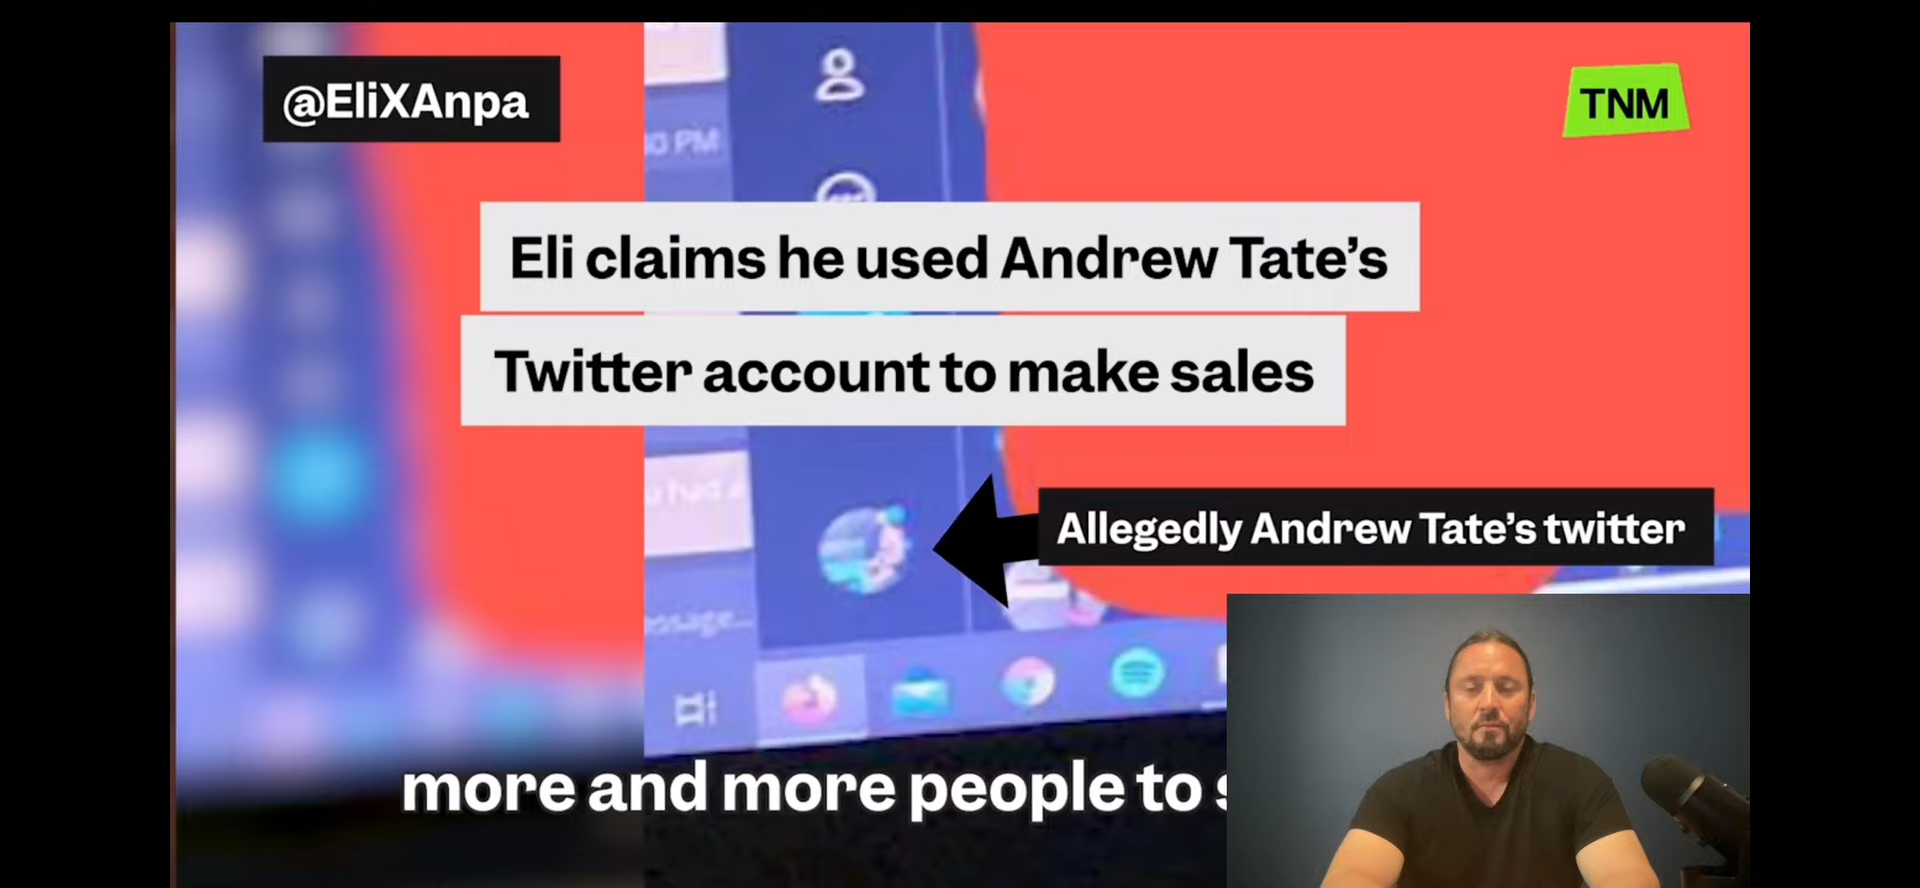 @EliXAnpa
TNM
Eli claims he used Andrew Tate's
Twitter account to make sales
Allegedly Andrew Tate's twitter
more and more people to